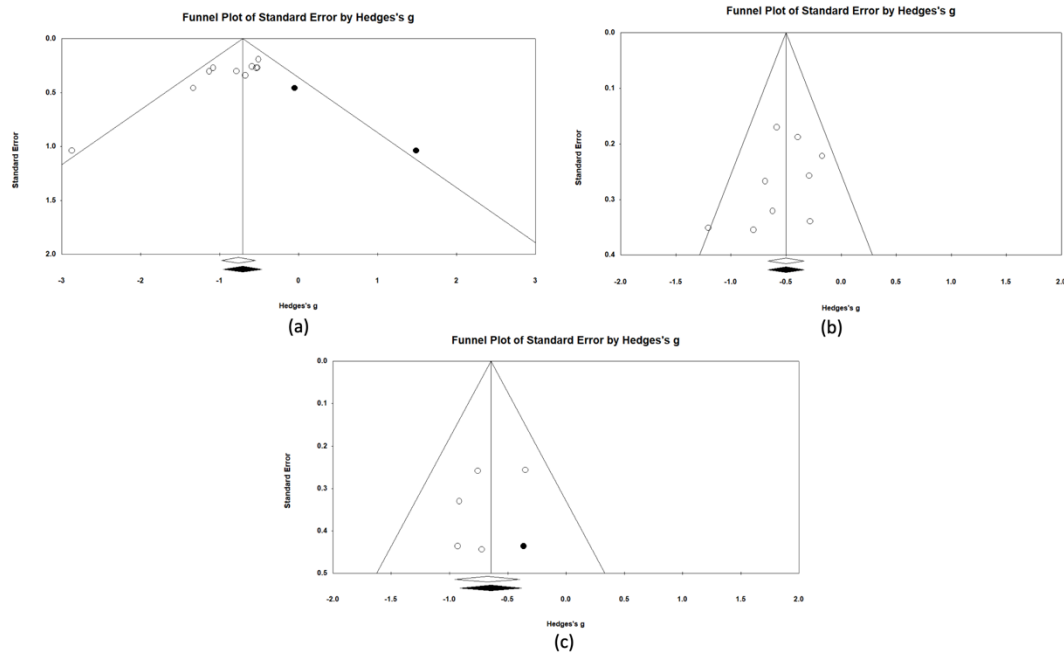 Funnel Plot of Standard Error by Hedges's g
0.0
0.5
1.0
1.5
2.0
Standard Error
-3 -2 -1 0 1 2 3
Hedges's g
(a)
Funnel Plot of Standard Error by Hedges's g
0.0
0.1
0.2
0.3
0.4
Standard Error
-2.0 -1.5 -1.0 -0.5 0.0 0.5 1.0 1.5 2.0
Hedges's g
(b)
Funnel Plot of Standard Error by Hedges's g
0.0
0.1
0.2
0.3
0.4
0.5
Standard Error
-2.0 -1.5 -1.0 -0.5 0.0 0.5 1.0 1.5 2.0
Hedges's g
(c)